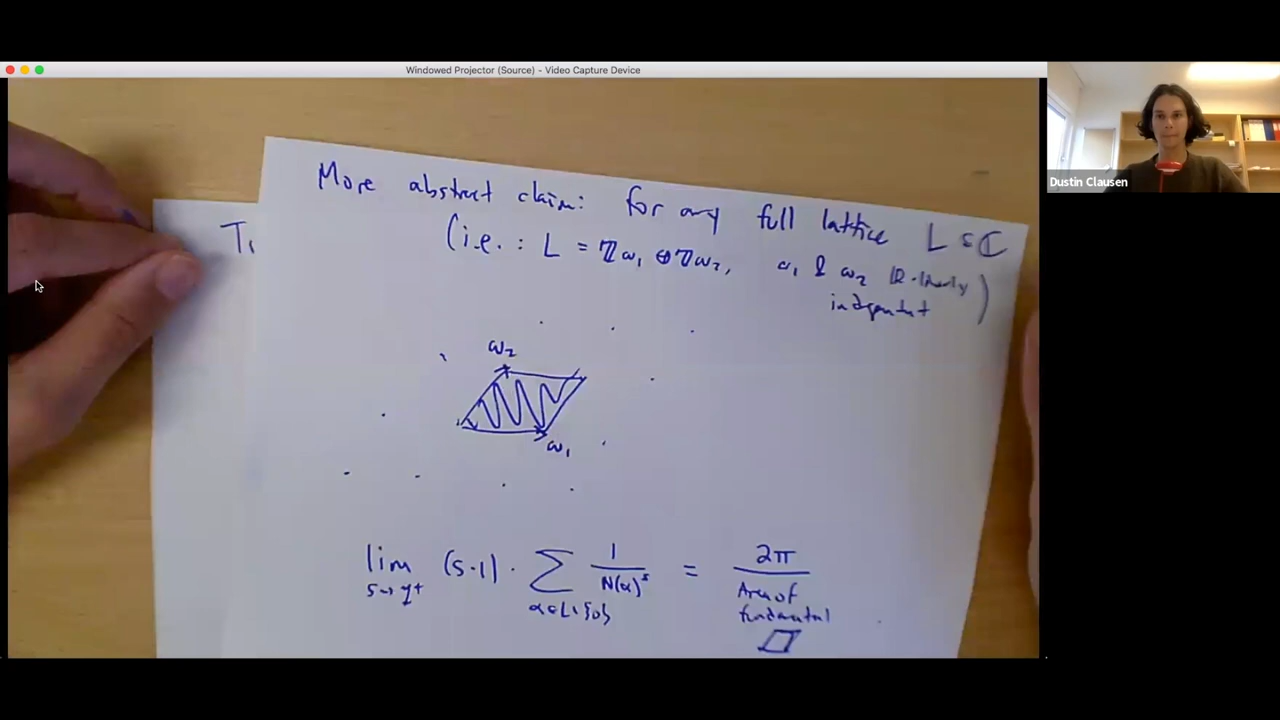 Windowed Projector (Source) - Video Capture Device
Dustin Clausen
More abstract claim: for any full lattice L ⊆ ℂ
(i.e.: L = ℤω₁ ⊕ ℤω₂, ω₁ & ω₂ ℝ-linearly
independent)
ω₂
ω₁
lim (s-1) · ∑ 1/N(α)ˢ = 2π
s→1⁺ α∈L\{0}
Area of
fundamental